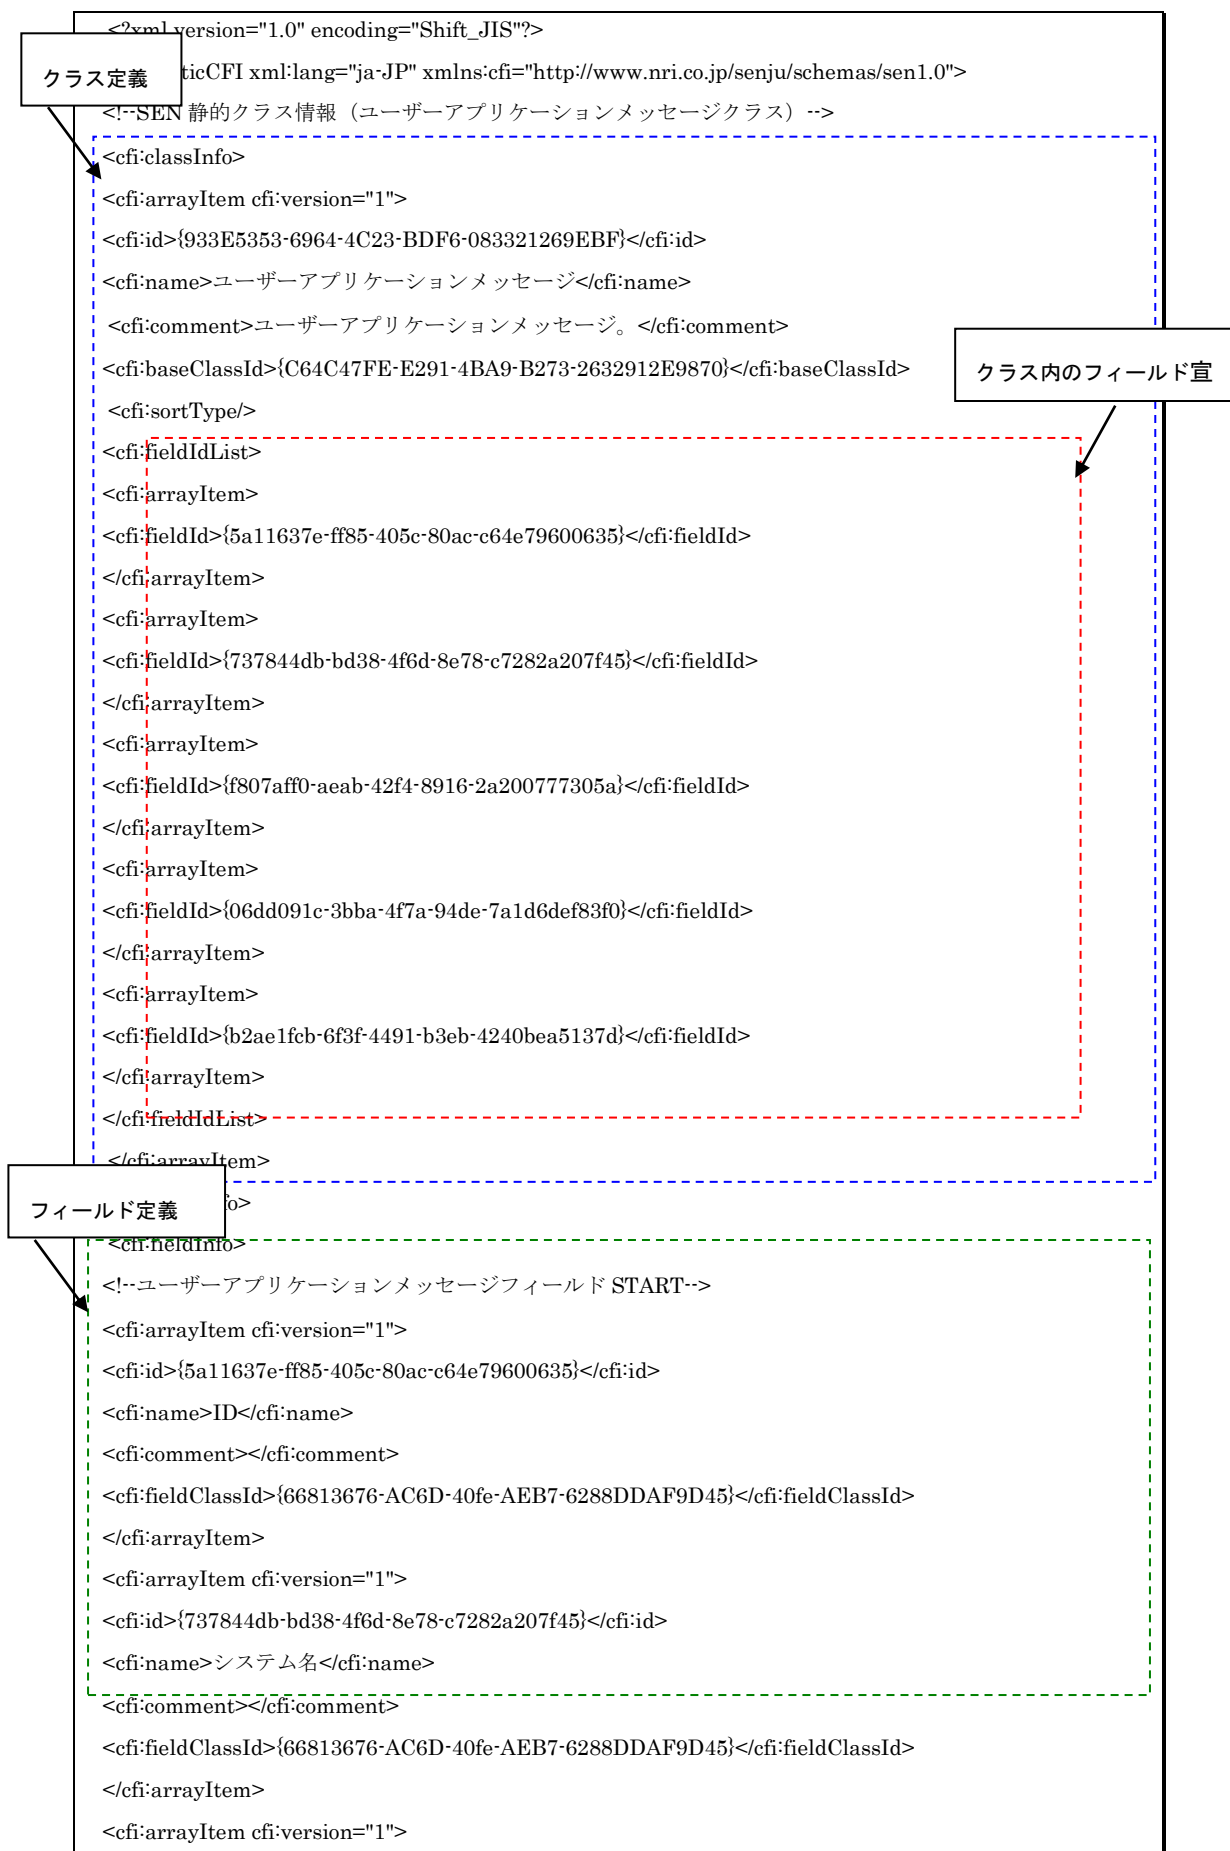 <?xml version="1.0" encoding="Shift_JIS"?>
クラス定義
ticCFI xml:lang="ja-JP" xmlns:cfi="http://www.nri.co.jp/senju/schemas/sen1.0">
<!--SEN 静的クラス情報（ユーザーアプリケーションメッセージクラス）-->
<cfi:classInfo>
<cfi:arrayItem cfi:version="1">
<cfi:id>{933E5353-6964-4C23-BDF6-083321269EBF}</cfi:id>
<cfi:name>ユーザーアプリケーションメッセージ</cfi:name>
<cfi:comment>ユーザーアプリケーションメッセージ。</cfi:comment>
<cfi:baseClassId>{C64C47FE-E291-4BA9-B273-2632912E9870}</cfi:baseClassId>
クラス内のフィールド宣
<cfi:sortType/>
<cfi:fieldIdList>
<cfi:arrayItem>
<cfi:fieldId>{5a11637e-ff85-405c-80ac-c64e79600635}</cfi:fieldId>
</cfi:arrayItem>
<cfi:arrayItem>
<cfi:fieldId>{737844db-bd38-4f6d-8e78-c7282a207f45}</cfi:fieldId>
</cfi:arrayItem>
<cfi:arrayItem>
<cfi:fieldId>{f807aff0-aeab-42f4-8916-2a200777305a}</cfi:fieldId>
</cfi:arrayItem>
<cfi:arrayItem>
<cfi:fieldId>{06dd091c-3bba-4f7a-94de-7a1d6def83f0}</cfi:fieldId>
</cfi:arrayItem>
<cfi:arrayItem>
<cfi:fieldId>{b2ae1fcb-6f3f-4491-b3eb-4240bea5137d}</cfi:fieldId>
</cfi:arrayItem>
</cfi:fieldIdList>
</cfi:arrayItem>
フィールド定義
fo>
<cfi:fieldInfo>
<!--ユーザーアプリケーションメッセージフィールド START-->
<cfi:arrayItem cfi:version="1">
<cfi:id>{5a11637e-ff85-405c-80ac-c64e79600635}</cfi:id>
<cfi:name>ID</cfi:name>
<cfi:comment></cfi:comment>
<cfi:fieldClassId>{66813676-AC6D-40fe-AEB7-6288DDAF9D45}</cfi:fieldClassId>
</cfi:arrayItem>
<cfi:arrayItem cfi:version="1">
<cfi:id>{737844db-bd38-4f6d-8e78-c7282a207f45}</cfi:id>
<cfi:name>システム名</cfi:name>
<cfi:comment></cfi:comment>
<cfi:fieldClassId>{66813676-AC6D-40fe-AEB7-6288DDAF9D45}</cfi:fieldClassId>
</cfi:arrayItem>
<cfi:arrayItem cfi:version="1">